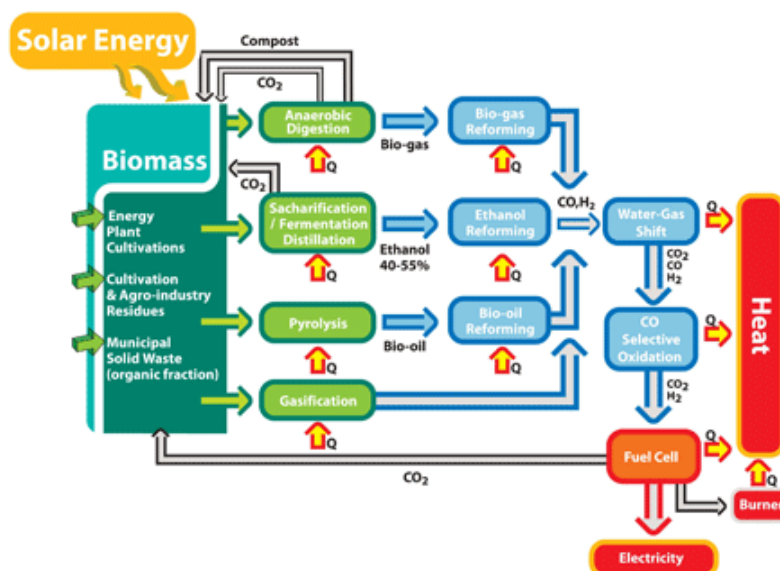 Solar Energy
Compost
CO2
Biomass
Anaerobic
Digestion
Bio-gas
Bio-gas
Reforming
Q
Q
CO2
Energy
Plant
Cultivations
Sacharification
/ Fermentation
Distillation
Ethanol
40-55%
Ethanol
Reforming
CO,H2
Water-Gas
Shift
Q
Q
Q
CO2
CO
H2
Cultivation
& Agro-industry
Residues
Pyrolysis
Bio-oil
Bio-oil
Reforming
CO
Selective
Oxidation
Q
Heat
Q
Q
Municipal
Solid Waste
(organic fraction)
Gasification
CO2
H2
Q
CO2
Fuel Cell
Q
Q
Burner
Electricity